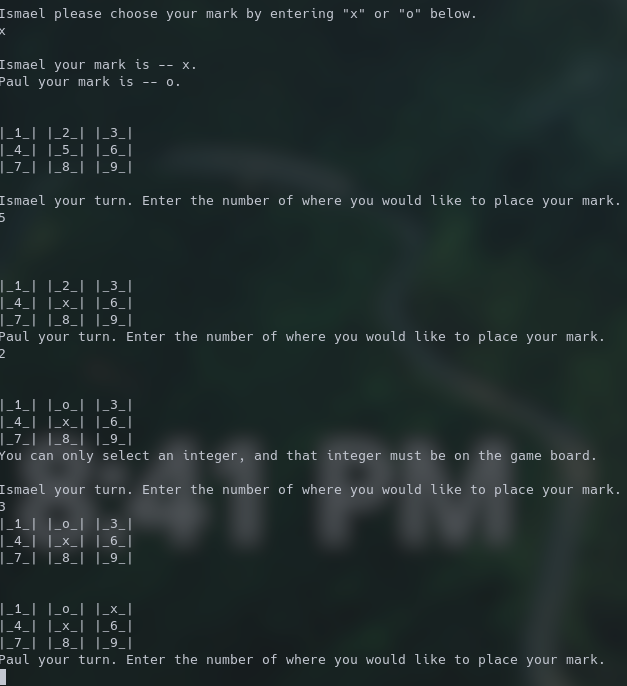 Ismael please choose your mark by entering "x" or "o" below.
x
Ismael your mark is -- x.
Paul your mark is -- o.
|_1_| |_2_| |_3_|
|_4_| |_5_| |_6_|
|_7_| |_8_| |_9_|
Ismael your turn. Enter the number of where you would like to place your mark.
5
|_1_| |_2_| |_3_|
|_4_| |_x_| |_6_|
|_7_| |_8_| |_9_|
Paul your turn. Enter the number of where you would like to place your mark.
2
|_1_| |_o_| |_3_|
|_4_| |_x_| |_6_|
|_7_| |_8_| |_9_|
You can only select an integer, and that integer must be on the game board.
Ismael your turn. Enter the number of where you would like to place your mark.
3
|_1_| |_o_| |_3_|
|_4_| |_x_| |_6_|
|_7_| |_8_| |_9_|
|_1_| |_o_| |_x_|
|_4_| |_x_| |_6_|
|_7_| |_8_| |_9_|
Paul your turn. Enter the number of where you would like to place your mark.
:41 PM